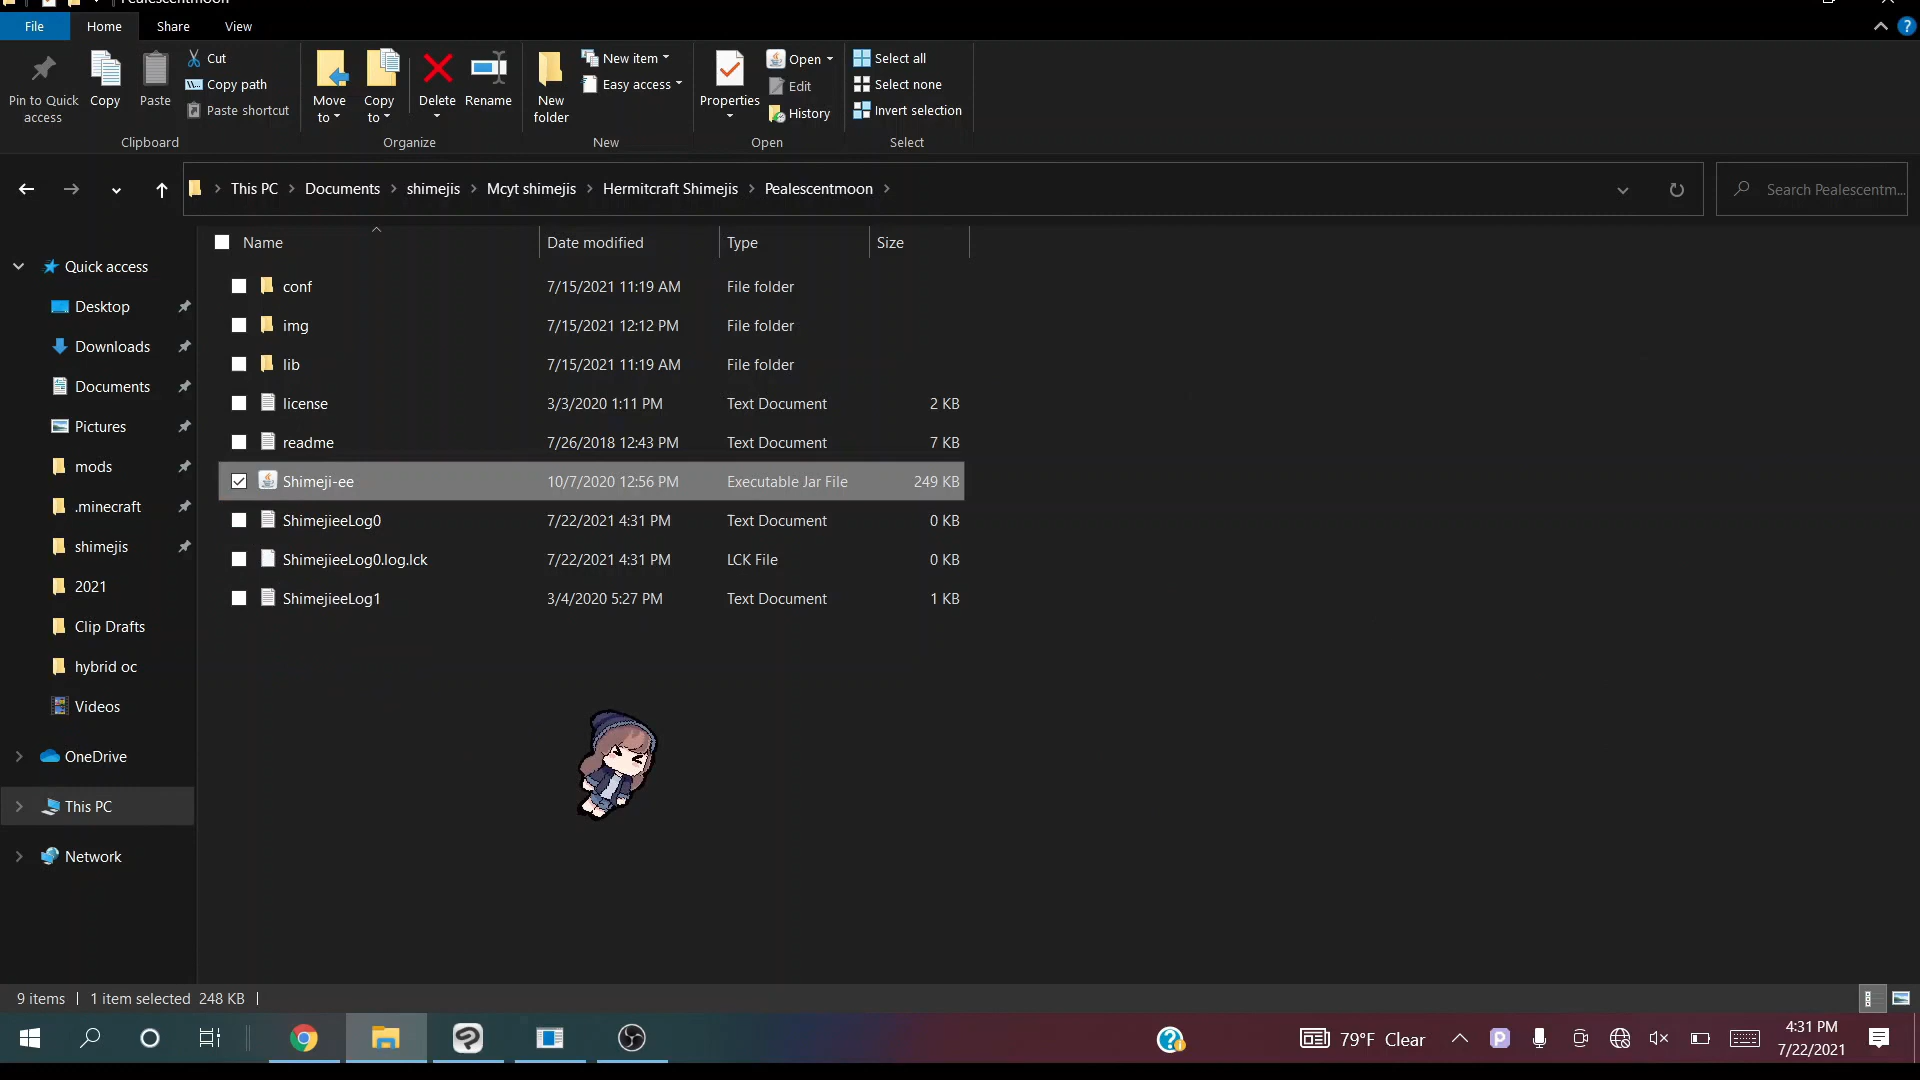 Pealescentmoon
File Home Share View
Pin to Quick access
Copy
Paste
Cut
Copy path
Paste shortcut
Clipboard
Move to
Copy to
Delete
Rename
Organize
New folder
New item
Easy access
New
Properties
Open
Edit
History
Open
Select all
Select none
Invert selection
Select
This PC > Documents > shimejis > Mcyt shimejis > Hermitcraft Shimejis > Pealescentmoon >
Search Pealescentm...
Name Date modified Type Size
conf 7/15/2021 11:19 AM File folder
img 7/15/2021 12:12 PM File folder
lib 7/15/2021 11:19 AM File folder
license 3/3/2020 1:11 PM Text Document 2 KB
readme 7/26/2018 12:43 PM Text Document 7 KB
Shimeji-ee 10/7/2020 12:56 PM Executable Jar File 249 KB
ShimejieeLog0 7/22/2021 4:31 PM Text Document 0 KB
ShimejieeLog0.log.lck 7/22/2021 4:31 PM LCK File 0 KB
ShimejieeLog1 3/4/2020 5:27 PM Text Document 1 KB
Quick access
Desktop
Downloads
Documents
Pictures
mods
.minecraft
shimejis
2021
Clip Drafts
hybrid oc
Videos
OneDrive
This PC
Network
9 items 1 item selected 248 KB
79°F Clear
4:31 PM
7/22/2021